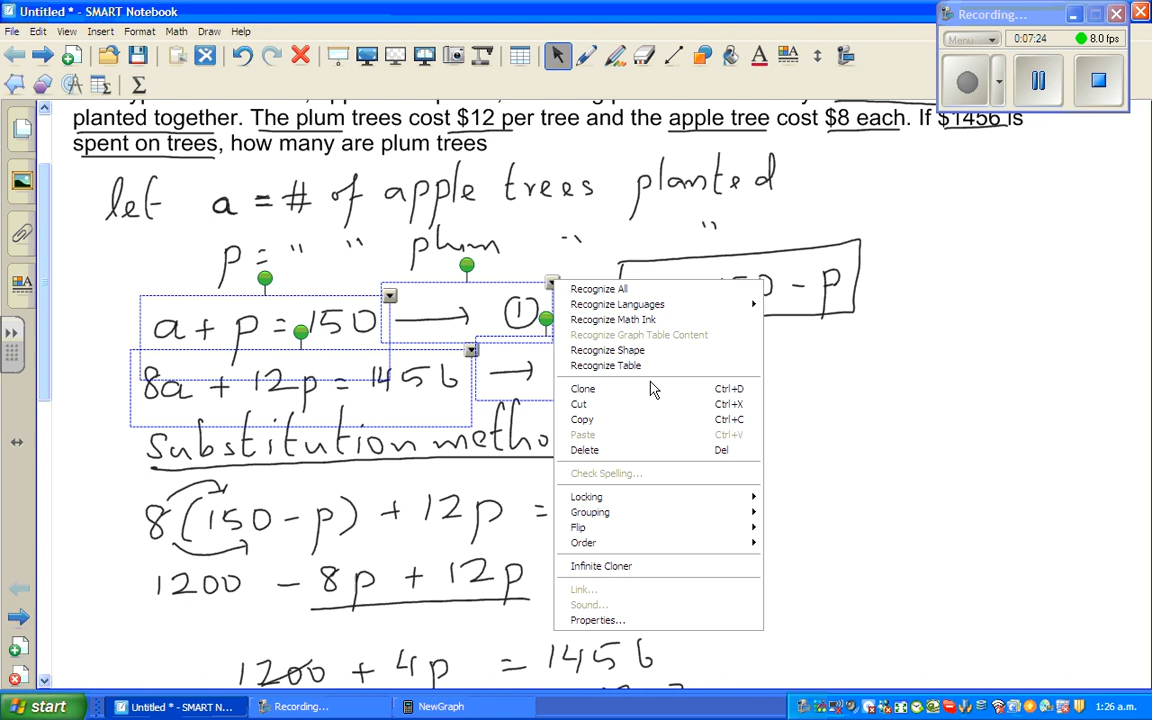 Untitled * - SMART Notebook
Recording...
File Edit View Insert Format Math Draw Help
Menu
0:07:24
8.0 fps
planted together. The plum trees cost $12 per tree and the apple tree cost $8 each. If $1456 is
spent on trees, how many are plum trees
let a = # of apple trees planted
p = " " plum " "
a + p = 150 → ①
0 - p
8a + 12p = 1456 →
Substitution metho
8(150 - p) + 12p =
1200 - 8p + 12p
1200 + 4p = 1456
Recognize All
Recognize Languages
Recognize Math Ink
Recognize Graph Table Content
Recognize Shape
Recognize Table
Clone Ctrl+D
Cut Ctrl+X
Copy Ctrl+C
Paste Ctrl+V
Delete Del
Check Spelling...
Locking
Grouping
Flip
Order
Infinite Cloner
Link...
Sound...
Properties...
start
Untitled * - SMART N...
Recording...
NewGraph
1:26 a.m.